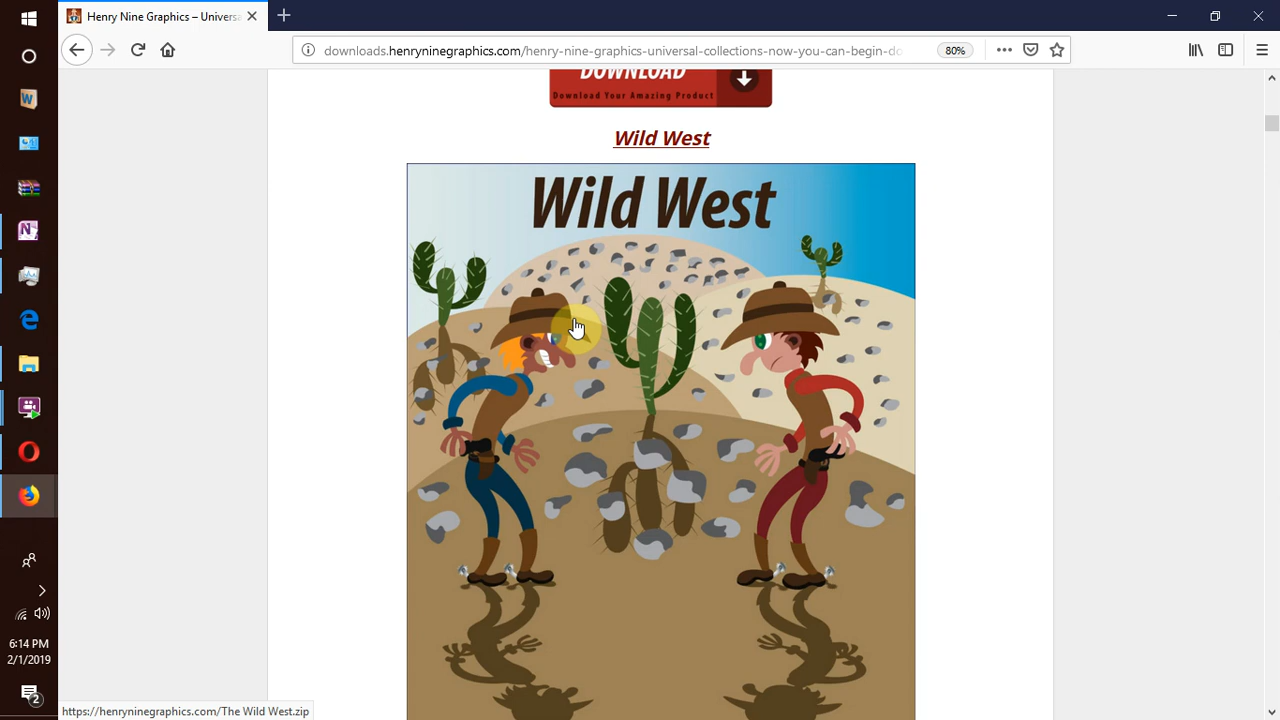 Henry Nine Graphics – Universa
downloads.henryninegraphics.com/henry-nine-graphics-universal-collections-now-you-can-begin-do
80%
DOWNLOAD
Download Your Amazing Product
Wild West
Wild West
6:14 PM
2/1/2019
2
https://henryninegraphics.com/The Wild West.zip